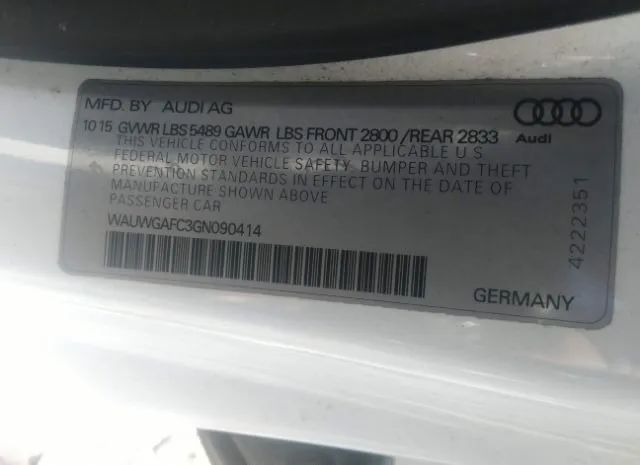 MFD. BY AUDI AG
10 15 GVWR LBS 5489 GAWR LBS FRONT 2800 / REAR 2833
Audi
THIS VEHICLE CONFORMS TO ALL APPLICABLE U S
FEDERAL MOTOR VEHICLE SAFETY, BUMPER AND THEFT
PREVENTION STANDARDS IN EFFECT ON THE DATE OF
MANUFACTURE SHOWN ABOVE
PASSENGER CAR
WAUWGAFC3GN090414
GERMANY
4222351